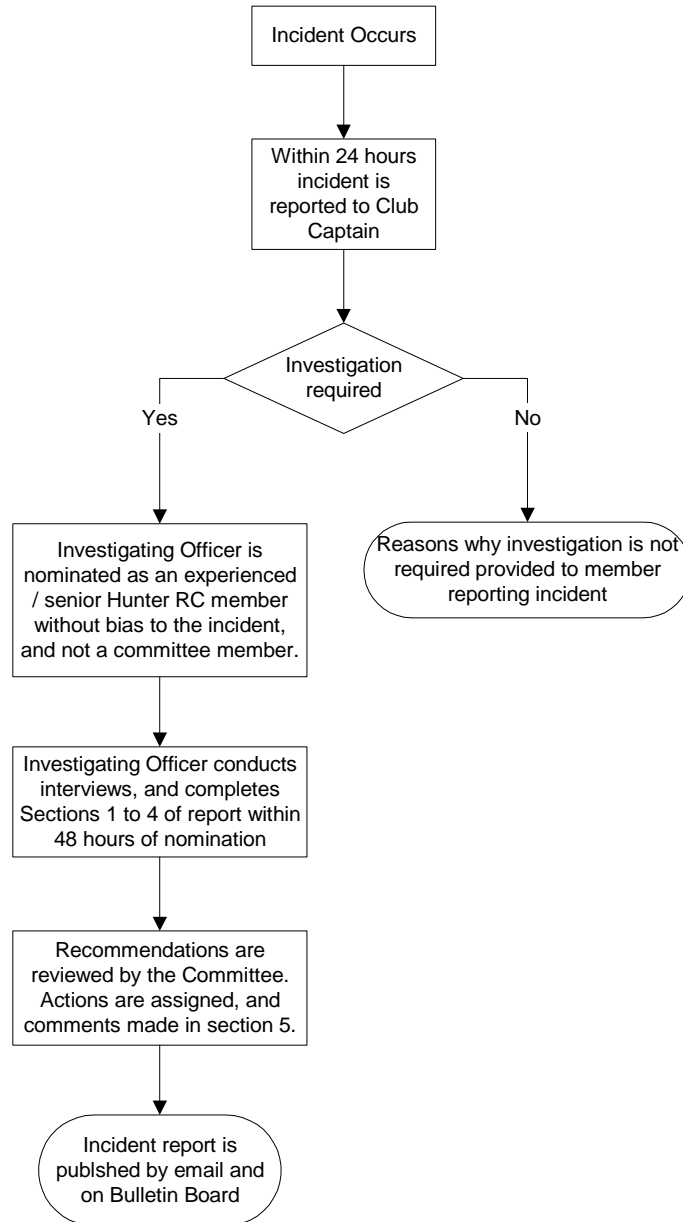 Incident Occurs
Within 24 hours
incident is
reported to Club
Captain
Investigation
required
Yes
No
Investigating Officer is
nominated as an experienced
/ senior Hunter RC member
without bias to the incident,
and not a committee member.
Reasons why investigation is not
required provided to member
reporting incident
Investigating Officer conducts
interviews, and completes
Sections 1 to 4 of report within
48 hours of nomination
Recommendations are
reviewed by the Committee.
Actions are assigned, and
comments made in section 5.
Incident report is
publshed by email and
on Bulletin Board